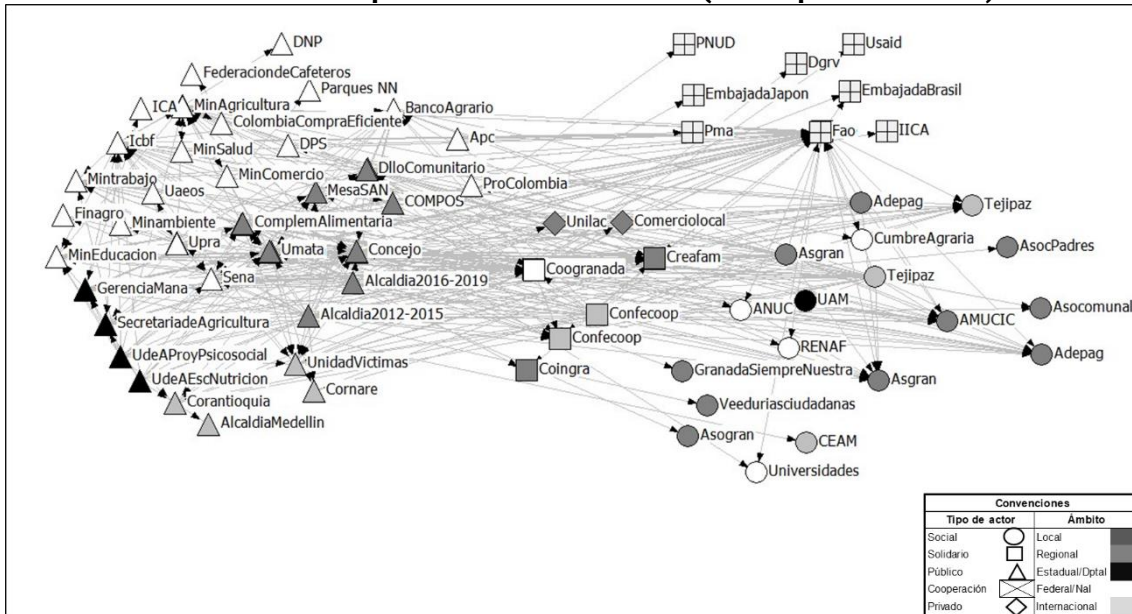 DNP
PNUD
Usaid
Dgrv
FederaciondeCafeteros
Parques NN
EmbajadaJapon
EmbajadaBrasil
ICA
MinAgricultura
BancoAgrario
ColombiaCompraEficiente
Pma
Fao
IICA
Icbf
MinSalud
DPS
Apc
DlloComunitario
Mintrabajo
Uaeos
MinComercio
MesaSAN
ProColombia
COMPOS
Adepag
Tejipaz
Finagro
Minambiente
ComplemAlimentaria
Unilac
Comerciolocal
CumbreAgraria
Upra
Umata
Concejo
AsocPadres
MinEducacion
Asgran
Creafam
Coogranada
Sena
Tejipaz
GerenciaMana
Alcaldia2016-2019
UAM
ANUC
Asocomunal
SecretariadeAgricultura
Alcaldia2012-2015
Confecoop
AMUCIC
Confecoop
RENAF
Adepag
UdeAProyPsicosocial
UnidadVictimas
Coingra
GranadaSiempreNuestra
Asgran
UdeAEscNutricion
Cornare
Corantioquia
Veeduriasciudadanas
AlcaldiaMedellin
Asogran
CEAM
Universidades
Convenciones
Tipo de actor Ámbito
Social Local
Solidario Regional
Público Estadual/Dptal
Cooperación Federal/Nal
Privado Internacional